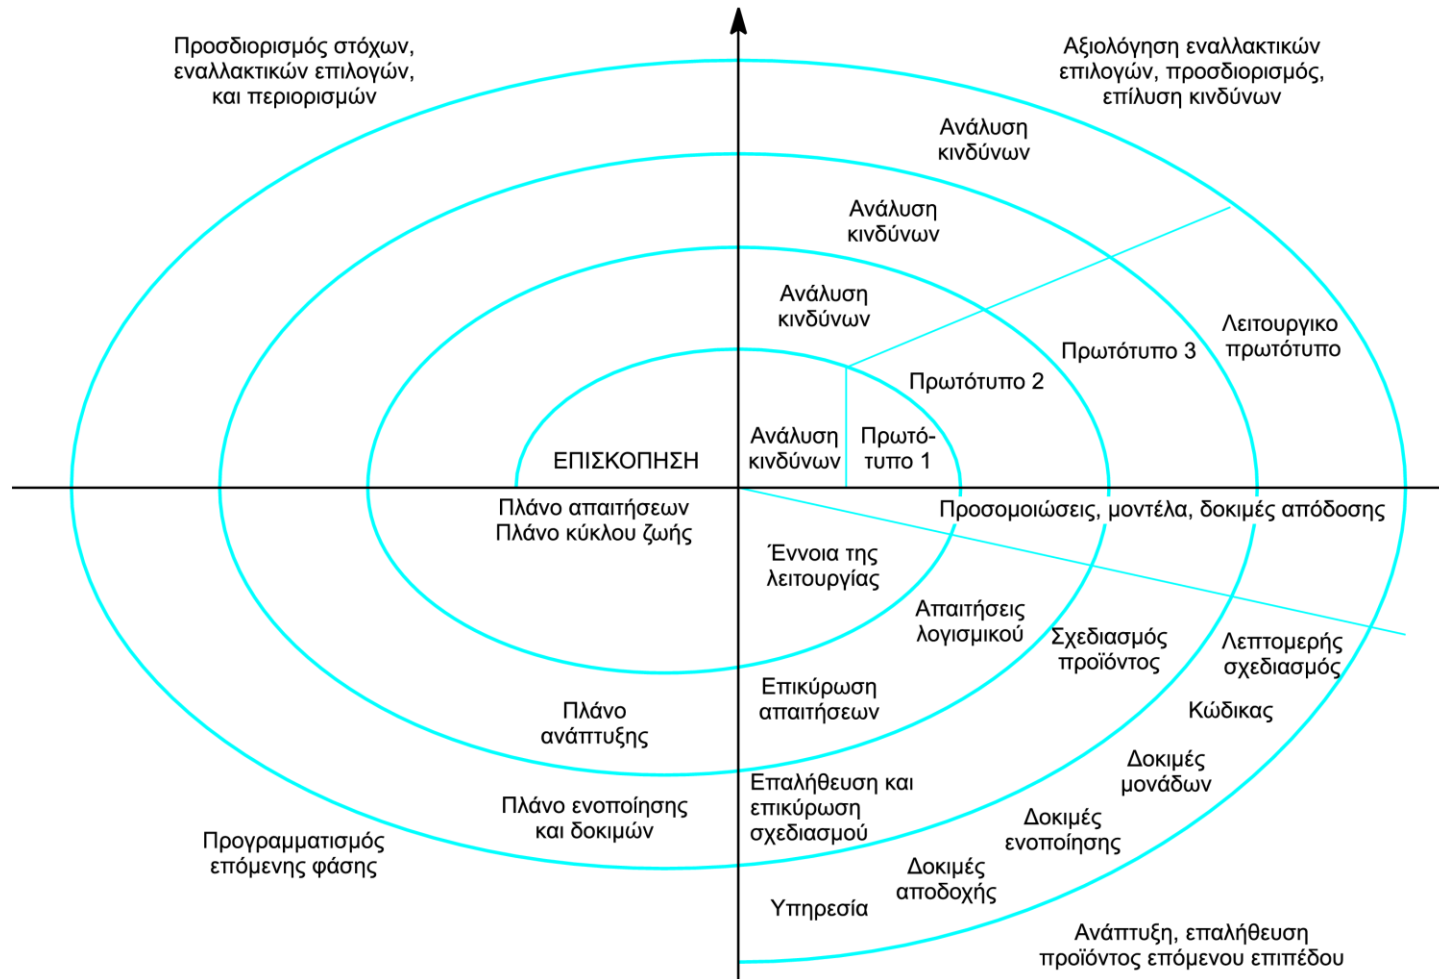 Προσδιορισμός στόχων,
εναλλακτικών επιλογών,
και περιορισμών
Αξιολόγηση εναλλακτικών
επιλογών, προσδιορισμός,
επίλυση κινδύνων
Ανάλυση
κινδύνων
Ανάλυση
κινδύνων
Ανάλυση
κινδύνων
Λειτουργικο
πρωτότυπο
Πρωτότυπο 3
Πρωτότυπο 2
ΕΠΙΣΚΟΠΗΣΗ
Ανάλυση
κινδύνων
Πρωτό-
τυπο 1
Πλάνο απαιτήσεων
Πλάνο κύκλου ζωής
Προσομοιώσεις, μοντέλα, δοκιμές απόδοσης
Έννοια της
λειτουργίας
Απαιτήσεις
λογισμικού
Σχεδιασμός
προϊόντος
Λεπτομερής
σχεδιασμός
Πλάνο
ανάπτυξης
Επικύρωση
απαιτήσεων
Κώδικας
Δοκιμές
μονάδων
Πλάνο ενοποίησης
και δοκιμών
Επαλήθευση και
επικύρωση
σχεδιασμού
Δοκιμές
ενοποίησης
Προγραμματισμός
επόμενης φάσης
Δοκιμές
αποδοχής
Υπηρεσία
Ανάπτυξη, επαλήθευση
προϊόντος επόμενου επιπέδου